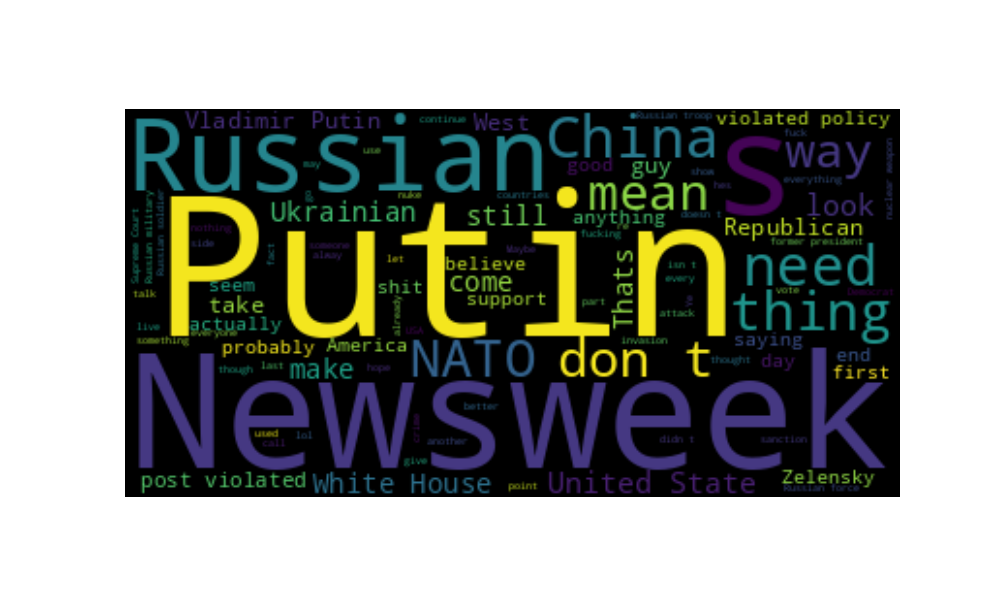 Vladimir Putin
continue
West
Russian troop
violated policy
Russian
China
s
fuck
way
use
may
good
guy
show
everything
nuclear weapon
hes
go
nuke
countries
mean
look
Supreme Court
Russian military
Russian soldier
Ukrainian
still
anything
doesn t
Republican
nothing
fucking
re
former president
Putin
side
someone
alway
fact
let
believe
Thats
isn t
need
seem
shit
come
every
vote
Democrat
talk
take
already
support
part
attack
thing
live
actually
everyone
USA
invasion
something
probably
America
NATO
don t
saying
thought
day
end
though
last
make
hope
first
Newsweek
better
used
call
lol
crime
another
didn t
sanction
give
post violated
White House
point
United State
Zelensky
Russian force